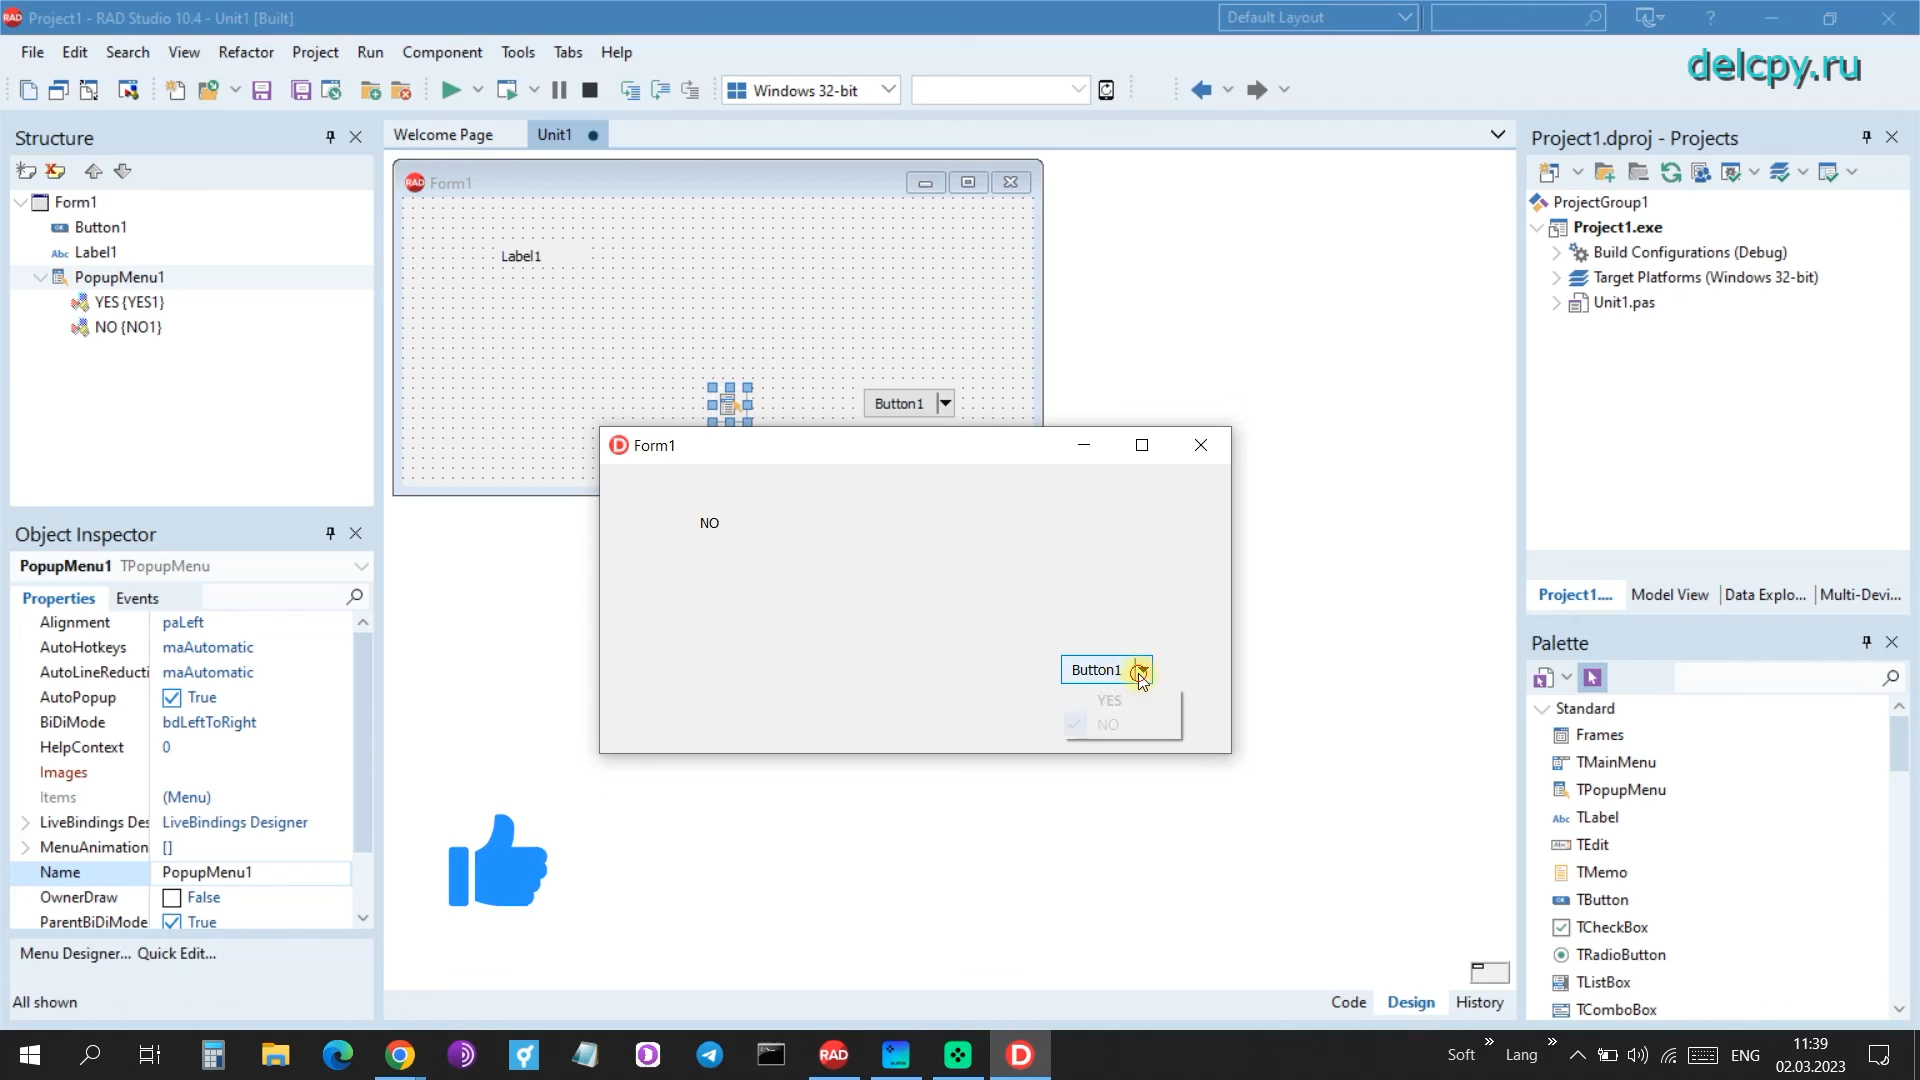 RAD Project1 - RAD Studio 10.4 - Unit1 [Built]
Default Layout
?
File Edit Search View Refactor Project Run Component Tools Tabs Help
delcpy.ru
Windows 32-bit
Structure
Form1
Button1
Label1
PopupMenu1
YES {YES1}
NO {NO1}
Welcome Page
Unit1
RAD Form1
Label1
Button1
Form1
NO
Button1
YES
NO
Object Inspector
PopupMenu1 TPopupMenu
Properties Events
Alignment paLeft
AutoHotkeys maAutomatic
AutoLineReducti maAutomatic
AutoPopup True
BiDiMode bdLeftToRight
HelpContext 0
Images
Items (Menu)
LiveBindings Des LiveBindings Designer
MenuAnimation []
Name PopupMenu1
OwnerDraw False
ParentBiDiMode True
Menu Designer... Quick Edit...
All shown
Code Design History
Project1.dproj - Projects
ProjectGroup1
Project1.exe
Build Configurations (Debug)
Target Platforms (Windows 32-bit)
Unit1.pas
Project1.... Model View Data Explo... Multi-Devi...
Palette
Standard
Frames
TMainMenu
TPopupMenu
Abc TLabel
TEdit
TMemo
TButton
TCheckBox
TRadioButton
TListBox
TComboBox
RAD
Soft » Lang » ENG
11:39
02.03.2023